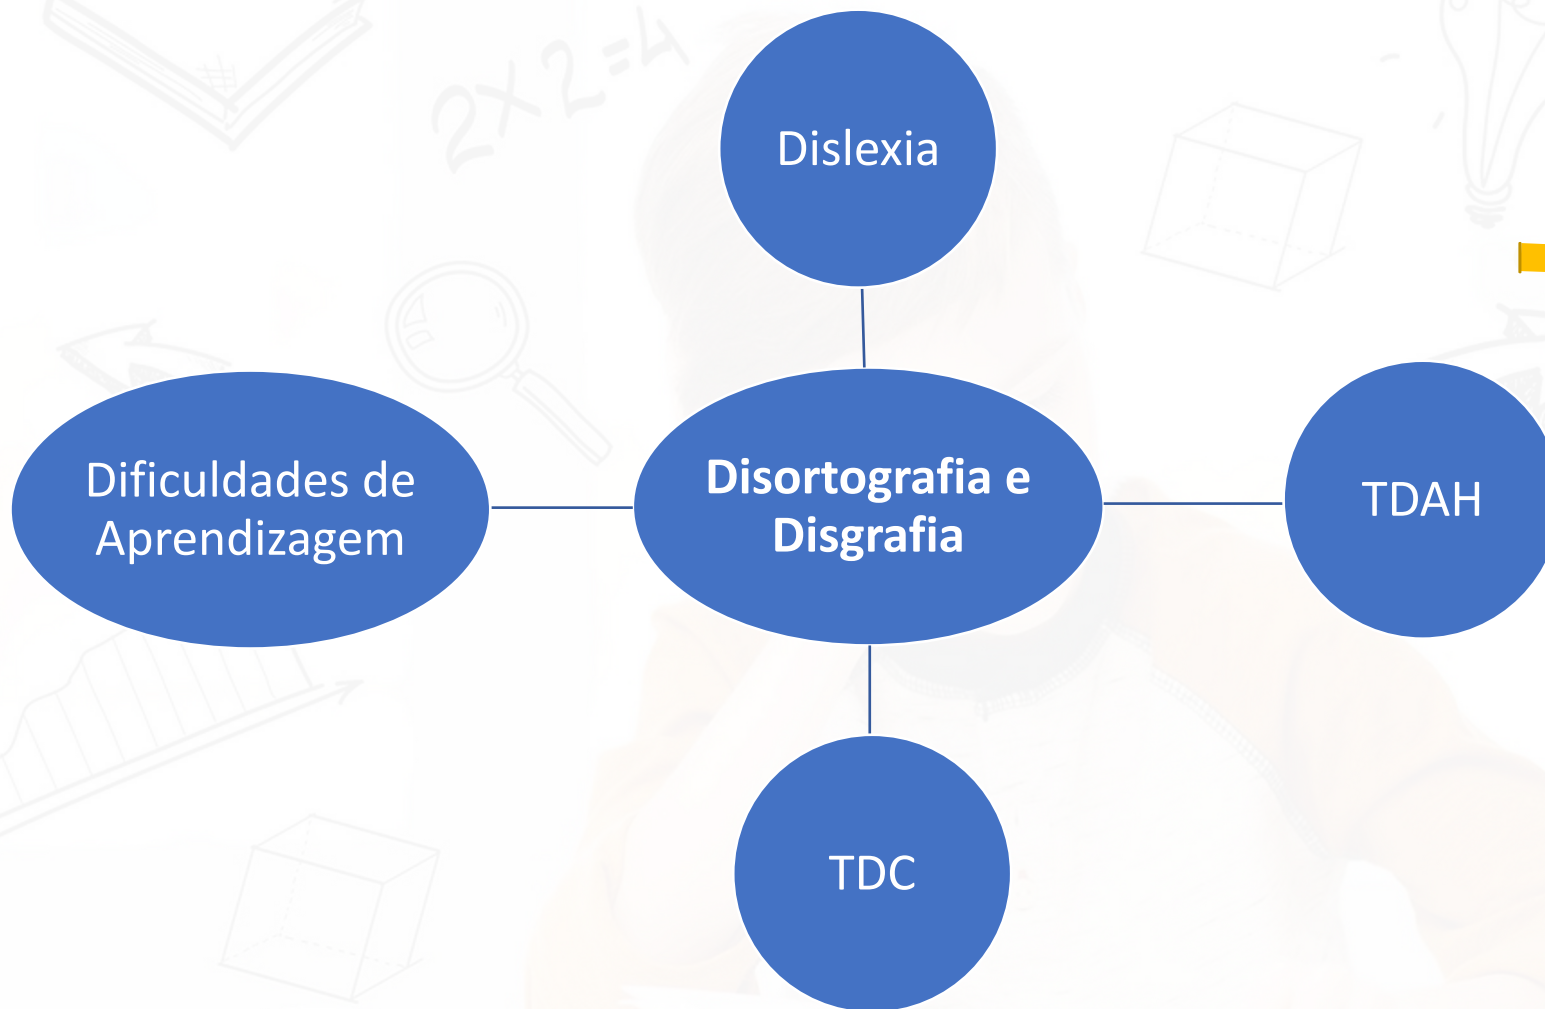 2x2=4
Dislexia
Dificuldades de
Aprendizagem
Disortografia e
Disgrafia
TDAH
TDC